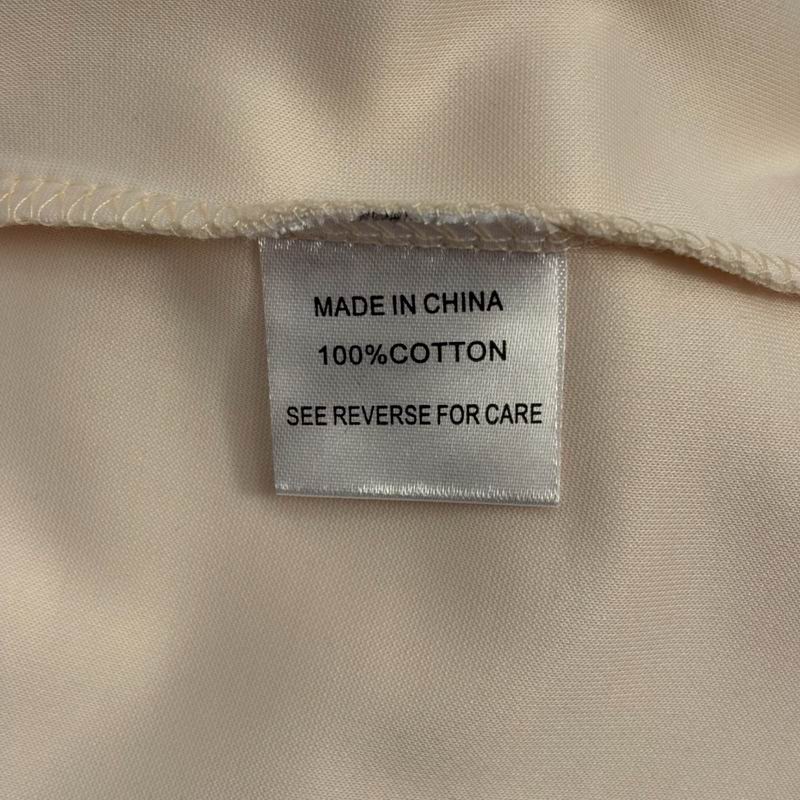 MADE IN CHINA
100%COTTON
SEE REVERSE FOR CARE